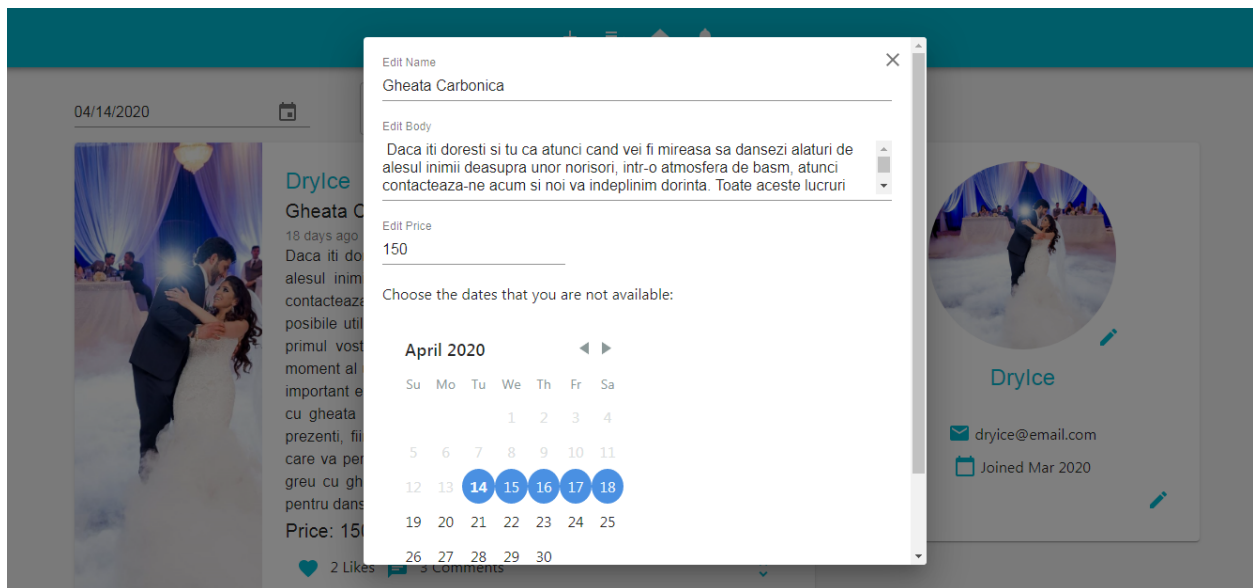 04/14/2020
DryIce
Gheata C
18 days ago
Daca iti do
alesul inim
contacteaza
posibile util
primul vost
moment al
important e
cu gheata
prezenti, fii
care va per
greu cu gh
pentru dans
Price: 150
2 Likes 3 Comments
Edit Name
Gheata Carbonica
Edit Body
Daca iti doresti si tu ca atunci cand vei fi mireasa sa dansezi alaturi de
alesul inimii deasupra unor norisori, intr-o atmosfera de basm, atunci
contacteaza-ne acum si noi va indeplinim dorinta. Toate aceste lucruri
Edit Price
150
Choose the dates that you are not available:
April 2020
Su Mo Tu We Th Fr Sa
1 2 3 4
5 6 7 8 9 10 11
12 13 14 15 16 17 18
19 20 21 22 23 24 25
26 27 28 29 30
DryIce
dryice@email.com
Joined Mar 2020